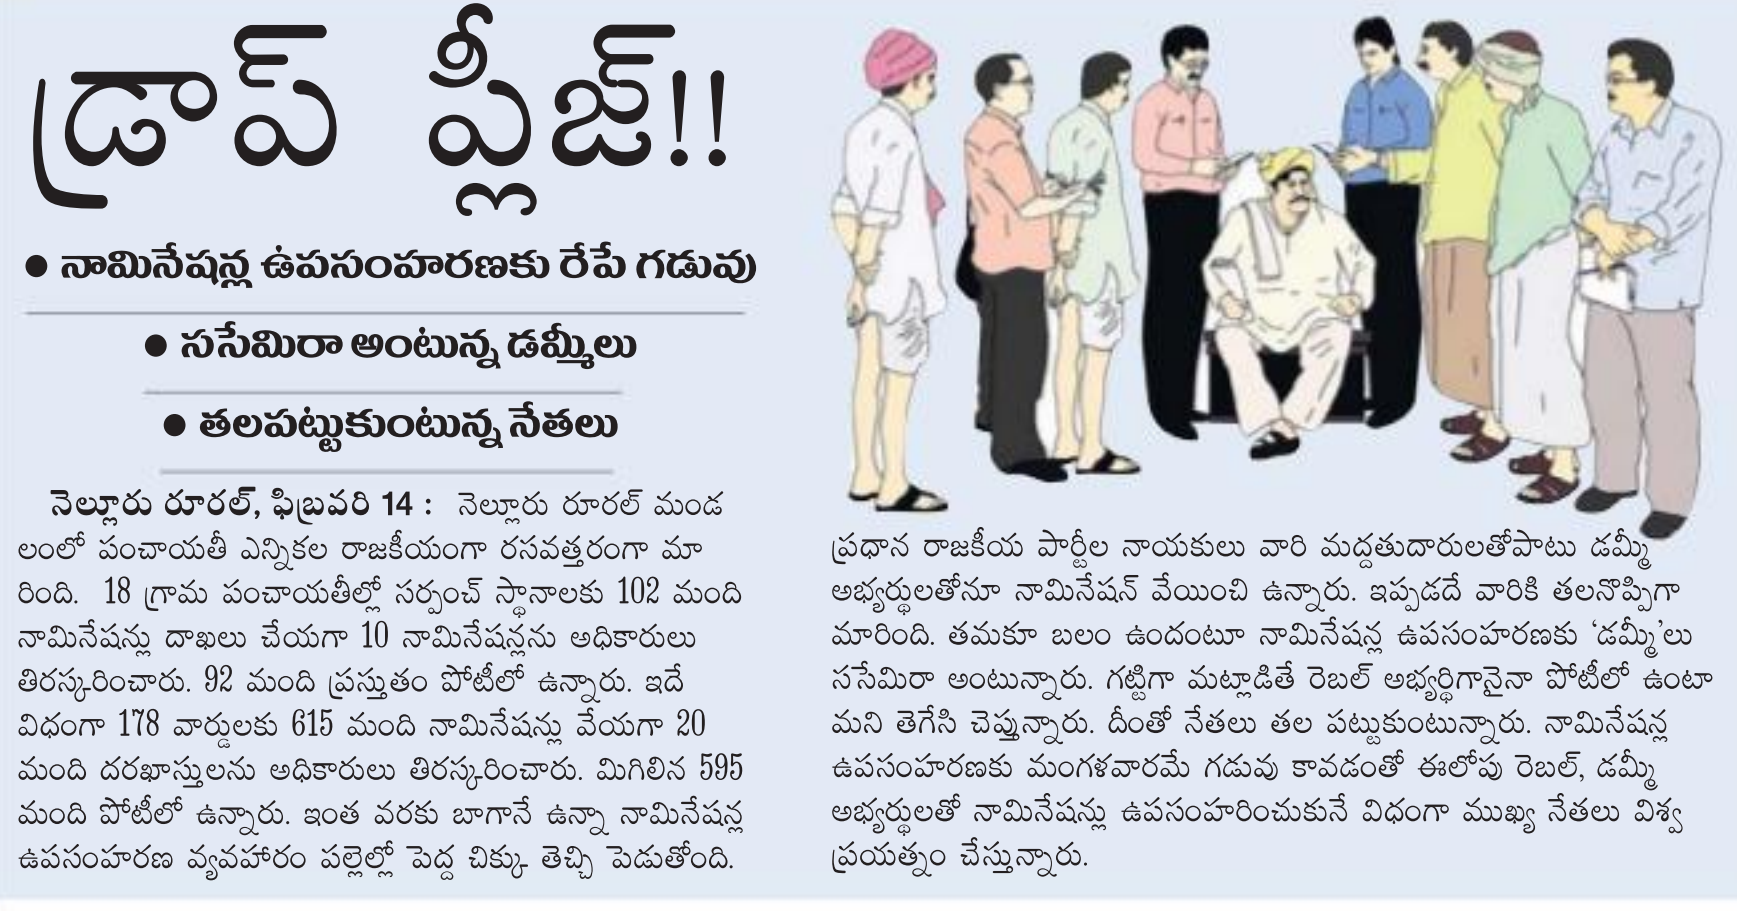 డ్రాప్ ప్లీజ్!!
● నామినేషన్ల ఉపసంహరణకు రేపే గడువు
● ససేమిరా అంటున్న డమ్మీలు
● తలపట్టుకుంటున్న నేతలు
నెల్లూరు రూరల్, ఫిబ్రవరి 14 : నెల్లూరు రూరల్ మండ
లంలో పంచాయతీ ఎన్నికల రాజకీయంగా రసవత్తరంగా మా
రింది. 18 గ్రామ పంచాయతీల్లో సర్పంచ్ స్థానాలకు 102 మంది
నామినేషన్లు దాఖలు చేయగా 10 నామినేషన్లను అధికారులు
తిరస్కరించారు. 92 మంది ప్రస్తుతం పోటీలో ఉన్నారు. ఇదే
విధంగా 178 వార్డులకు 615 మంది నామినేషన్లు వేయగా 20
మంది దరఖాస్తులను అధికారులు తిరస్కరించారు. మిగిలిన 595
మంది పోటీలో ఉన్నారు. ఇంత వరకు బాగానే ఉన్నా నామినేషన్ల
ఉపసంహరణ వ్యవహారం పల్లెల్లో పెద్ద చిక్కు తెచ్చి పెడుతోంది.
ప్రధాన రాజకీయ పార్టీల నాయకులు వారి మద్దతుదారులతోపాటు డమ్మీ
అభ్యర్థులతోనూ నామినేషన్ వేయించి ఉన్నారు. ఇప్పడదే వారికి తలనొప్పిగా
మారింది. తమకూ బలం ఉందంటూ నామినేషన్ల ఉపసంహరణకు ‘డమ్మీ’లు
ససేమిరా అంటున్నారు. గట్టిగా మట్లాడితే రెబల్ అభ్యర్థిగానైనా పోటీలో ఉంటా
మని తెగేసి చెప్తున్నారు. దీంతో నేతలు తల పట్టుకుంటున్నారు. నామినేషన్ల
ఉపసంహరణకు మంగళవారమే గడువు కావడంతో ఈలోపు రెబల్, డమ్మీ
అభ్యర్థులతో నామినేషన్లు ఉపసంహరించుకునే విధంగా ముఖ్య నేతలు విశ్వ
ప్రయత్నం చేస్తున్నారు.